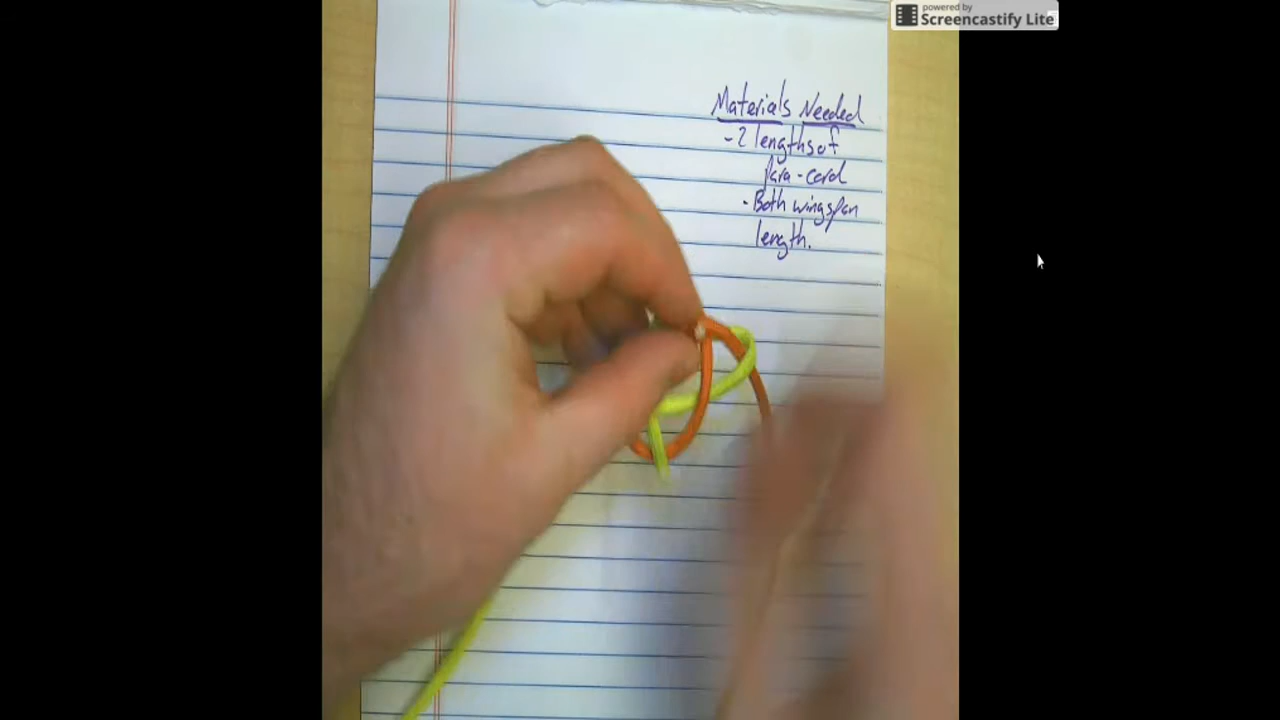 powered by
Screencastify Lite
Materials Needed
- 2 lengths of
para-cord
- Both wingspan
length.